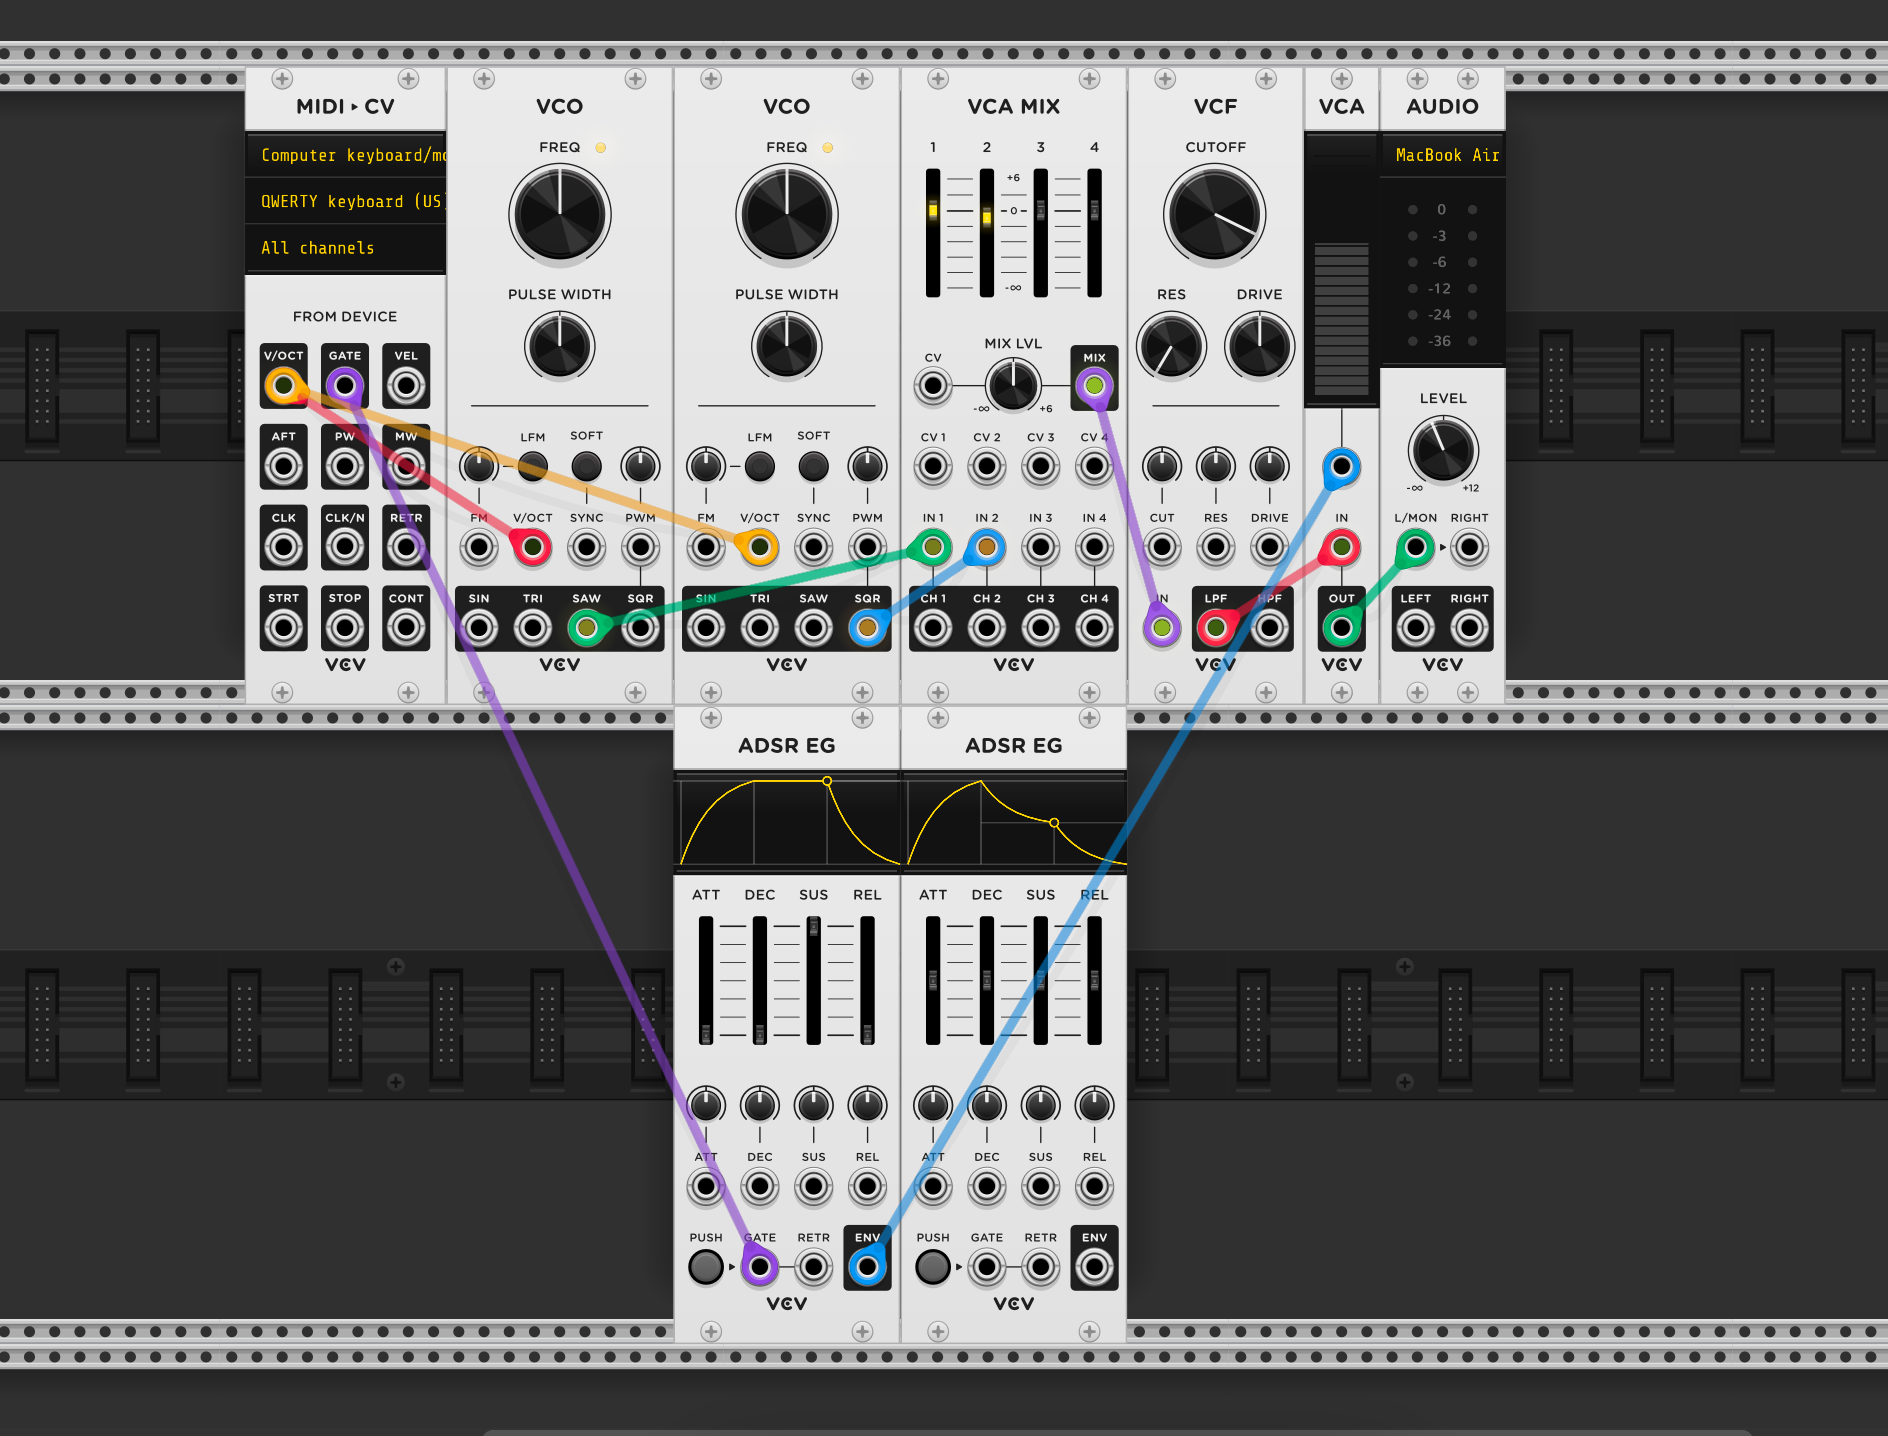 MIDI ▸ CV
Computer keyboard/mo
QWERTY keyboard (US)
All channels
FROM DEVICE
V/OCT GATE VEL
AFT PW MW
CLK CLK/N RETR
STRT STOP CONT
VCV
VCO
FREQ
PULSE WIDTH
LFM SOFT
FM V/OCT SYNC PWM
SIN TRI SAW SQR
VCV
VCO
FREQ
PULSE WIDTH
LFM SOFT
FM V/OCT SYNC PWM
SIN TRI SAW SQR
VCV
VCA MIX
1 2 3 4
+6
0
-∞
MIX LVL
CV MIX
-∞ +6
CV 1 CV 2 CV 3 CV 4
IN 1 IN 2 IN 3 IN 4
CH 1 CH 2 CH 3 CH 4
VCV
VCF
CUTOFF
RES DRIVE
CUT RES DRIVE
IN LPF HPF
VCV
VCA
IN
OUT
VCV
AUDIO
MacBook Air
0
-3
-6
-12
-24
-36
LEVEL
-∞ +12
L/MON RIGHT
LEFT RIGHT
VCV
ADSR EG
ATT DEC SUS REL
ATT DEC SUS REL
PUSH GATE RETR ENV
VCV
ADSR EG
ATT DEC SUS REL
ATT DEC SUS REL
PUSH GATE RETR ENV
VCV